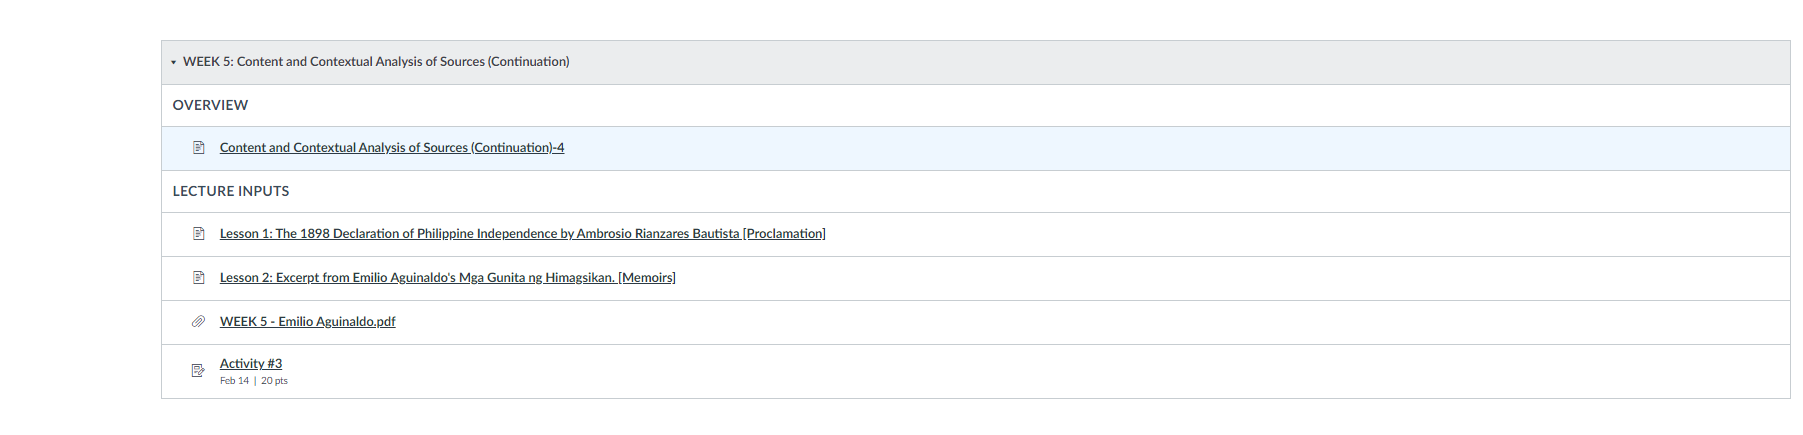 WEEK 5: Content and Contextual Analysis of Sources (Continuation)
OVERVIEW
Content and Contextual Analysis of Sources (Continuation)-4
LECTURE INPUTS
Lesson 1: The 1898 Declaration of Philippine Independence by Ambrosio Rianzares Bautista [Proclamation]
Lesson 2: Excerpt from Emilio Aguinaldo's Mga Gunita ng Himagsikan. [Memoirs]
WEEK 5 - Emilio Aguinaldo.pdf
Activity #3
Feb 14 | 20 pts